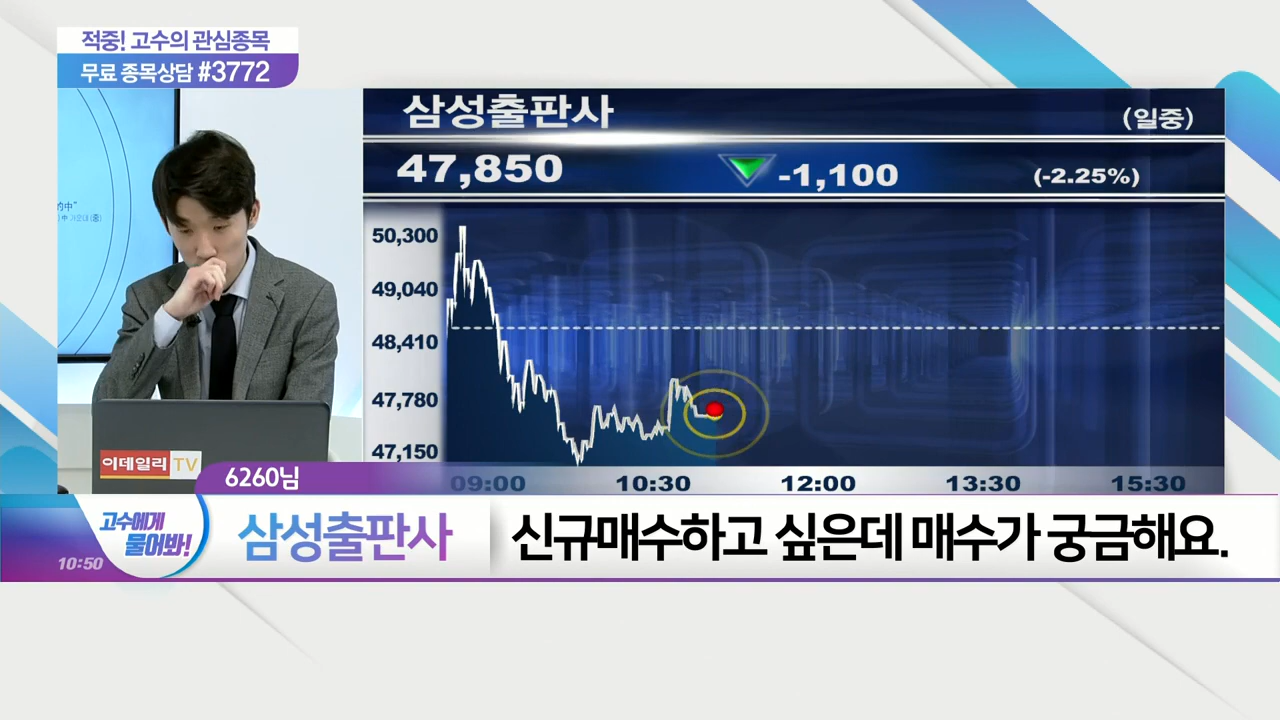 적중! 고수의 관심종목
무료 종목상담 #3772
삼성출판사
(일중)
47,850
-1,100
(-2.25%)
50,300
49,040
48,410
47,780
47,150
09:00
10:30
12:00
13:30
15:30
이데일리 TV
6260님
고수에게
물어봐!
10:50
삼성출판사
신규매수하고 싶은데 매수가 궁금해요.